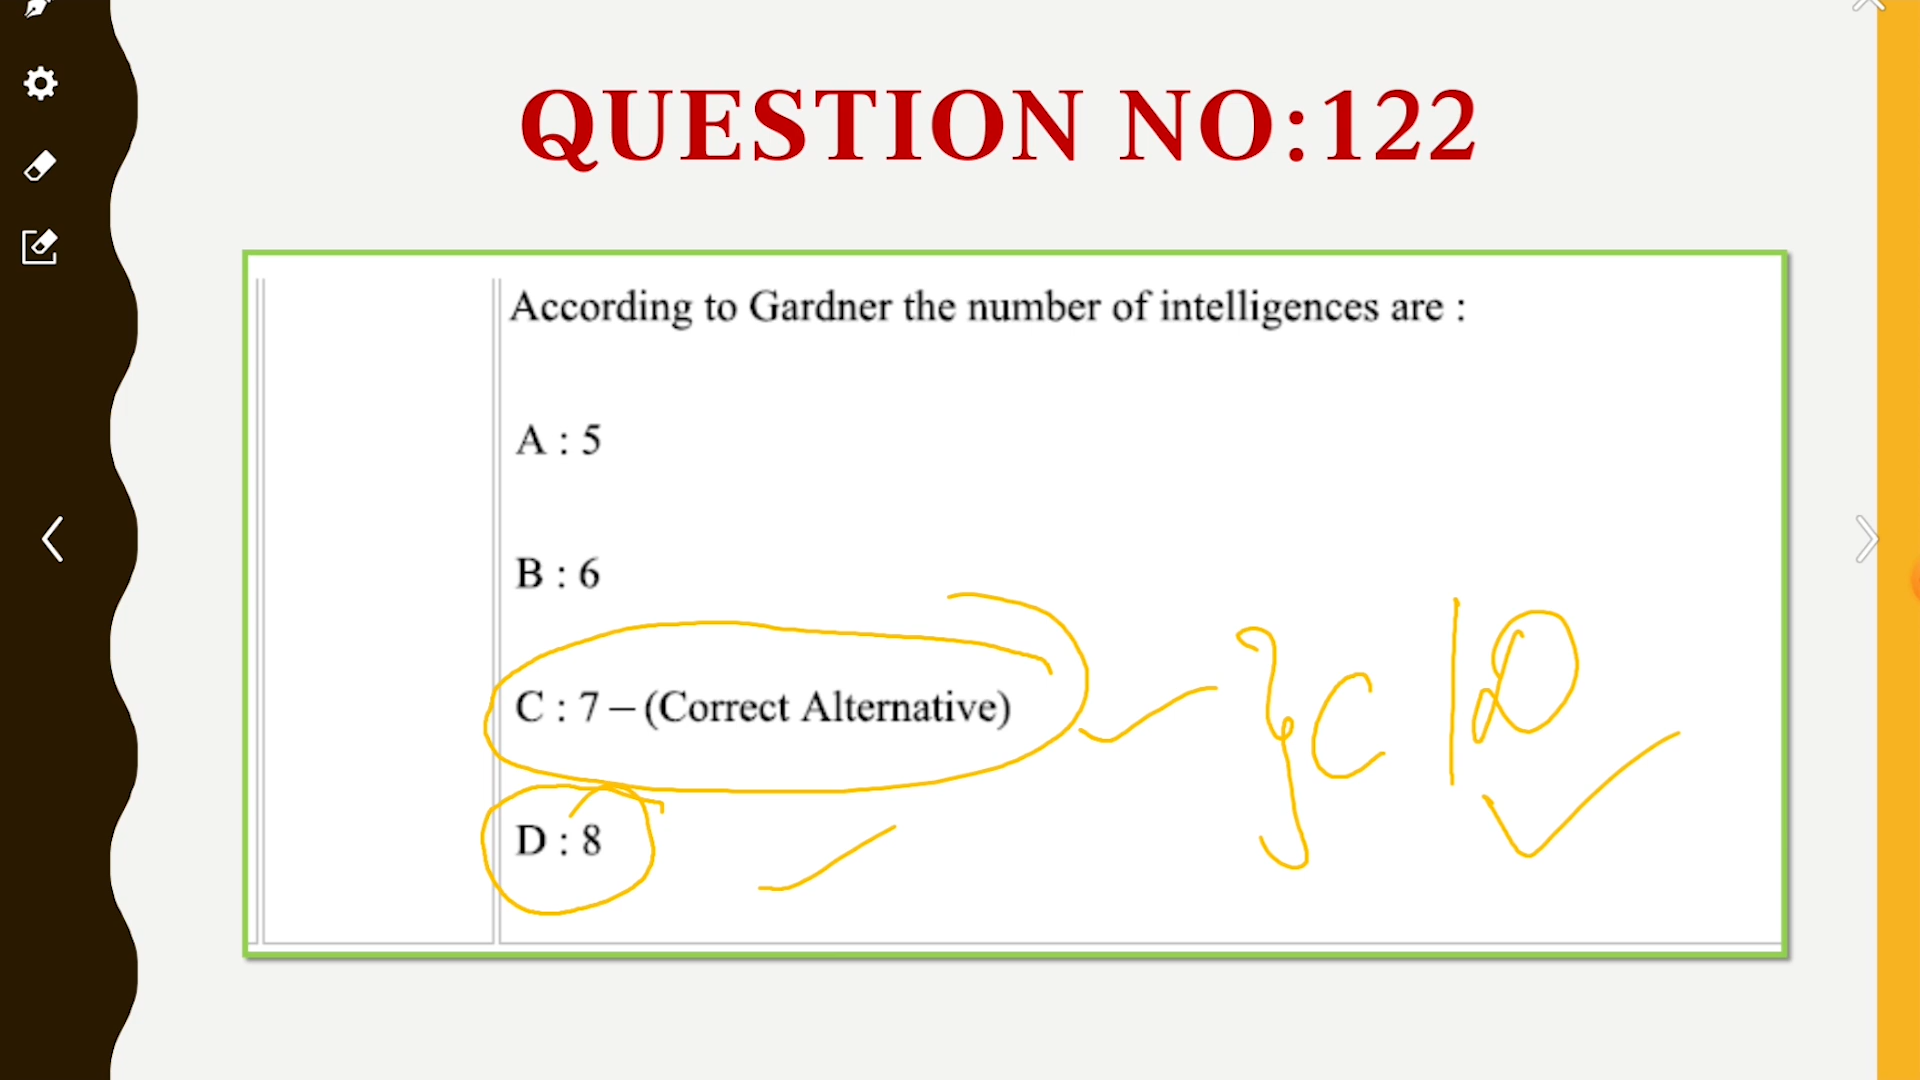 QUESTION NO:122
According to Gardner the number of intelligences are :
A : 5
B : 6
C : 7 – (Correct Alternative)
C | D
D : 8